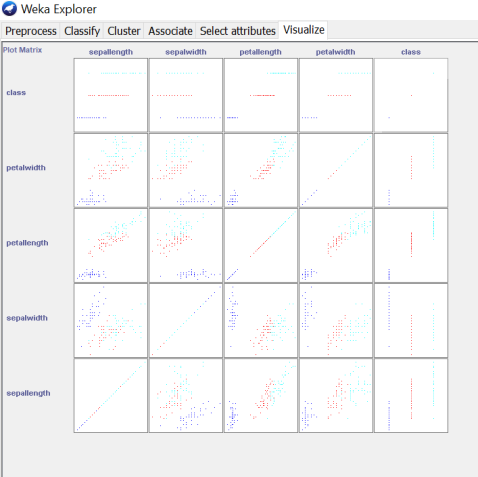 Weka Explorer
Preprocess Classify Cluster Associate Select attributes Visualize
Plot Matrix sepallength sepalwidth petallength petalwidth class
class
petalwidth
petallength
sepalwidth
sepallength